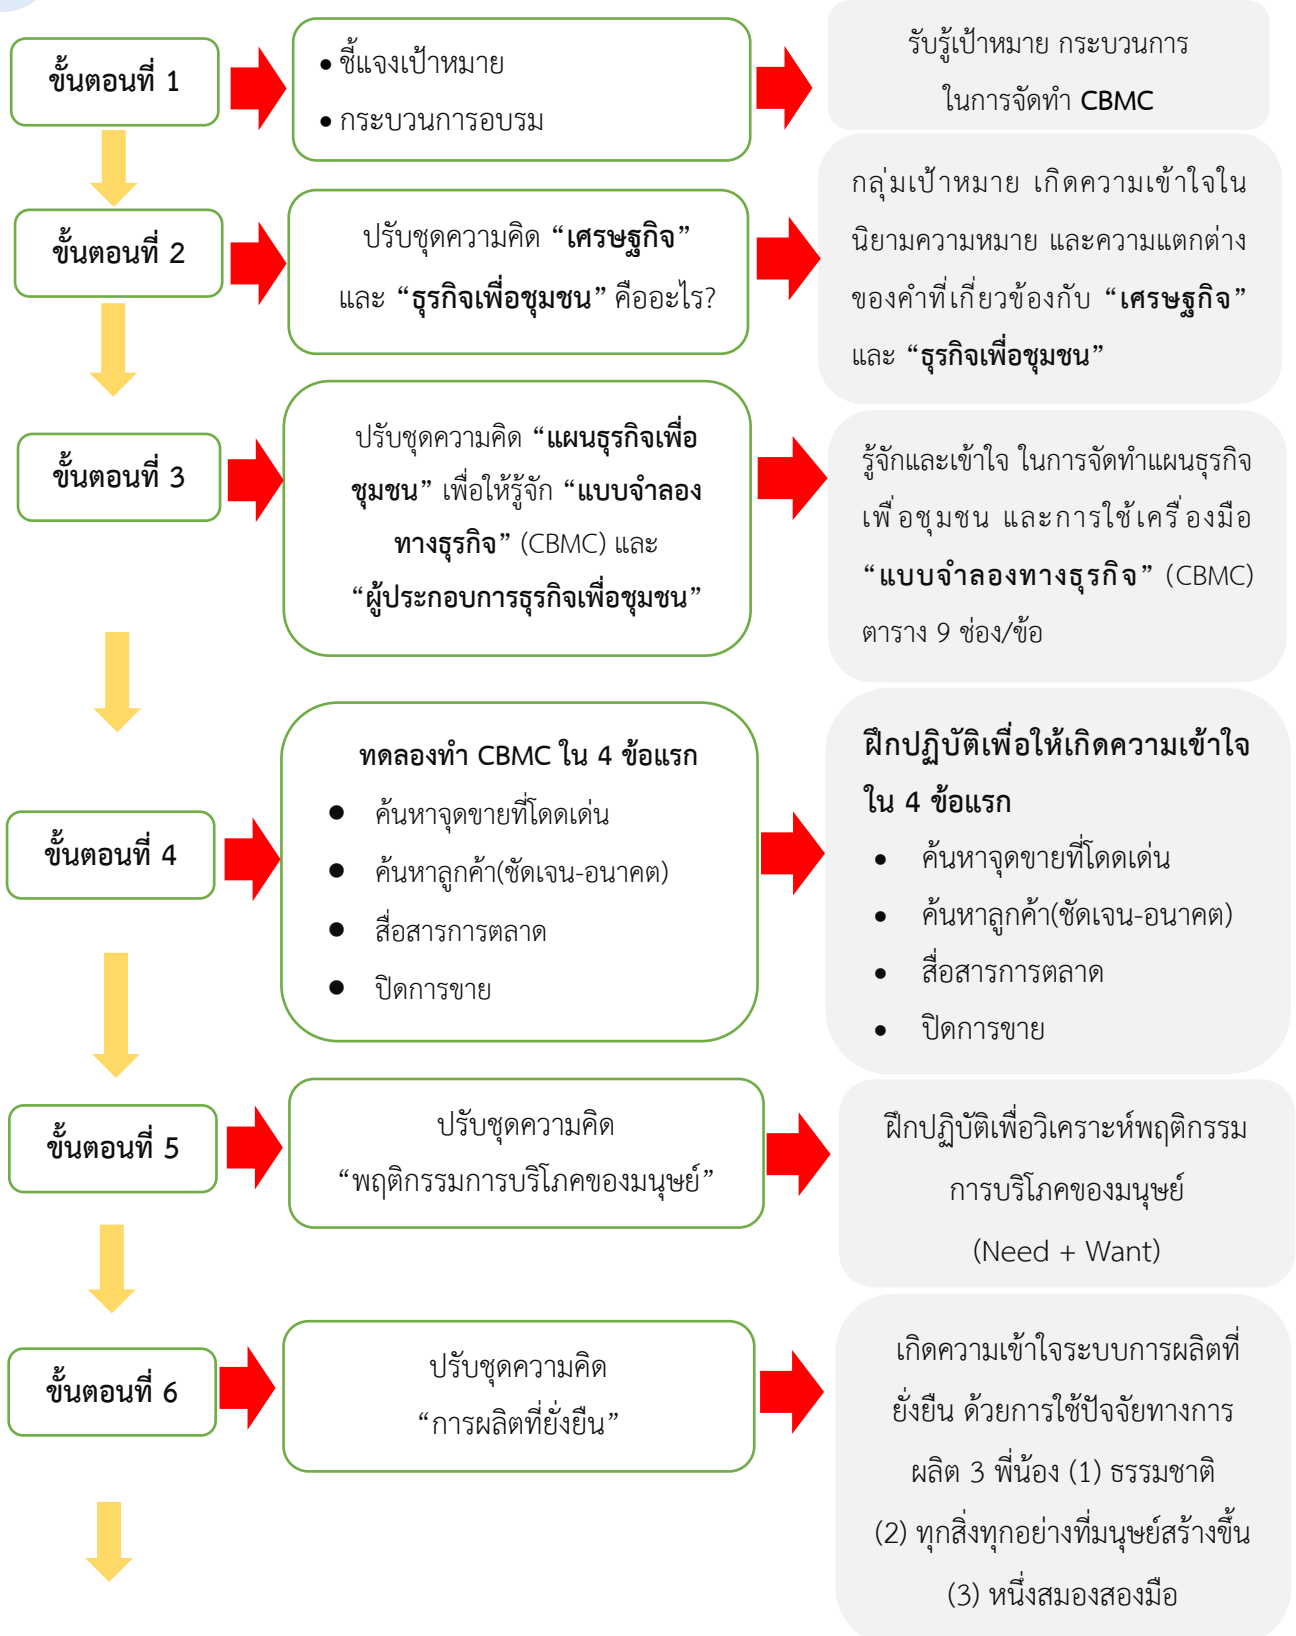 ขั้นตอนที่ 1
• ชี้แจงเป้าหมาย
• กระบวนการอบรม
รับรู้เป้าหมาย กระบวนการ
ในการจัดทำ CBMC
ขั้นตอนที่ 2
ปรับชุดความคิด “เศรษฐกิจ”
และ “ธุรกิจเพื่อชุมชน” คืออะไร?
กลุ่มเป้าหมาย เกิดความเข้าใจใน
นิยามความหมาย และความแตกต่าง
ของคำที่เกี่ยวข้องกับ “เศรษฐกิจ”
และ “ธุรกิจเพื่อชุมชน”
ขั้นตอนที่ 3
ปรับชุดความคิด “แผนธุรกิจเพื่อ
ชุมชน” เพื่อให้รู้จัก “แบบจำลอง
ทางธุรกิจ” (CBMC) และ
“ผู้ประกอบการธุรกิจเพื่อชุมชน”
รู้จักและเข้าใจ ในการจัดทำแผนธุรกิจ
เพื่อชุมชน และการใช้เครื่องมือ
“แบบจำลองทางธุรกิจ” (CBMC)
ตาราง 9 ช่อง/ข้อ
ขั้นตอนที่ 4
ทดลองทำ CBMC ใน 4 ข้อแรก
• ค้นหาจุดขายที่โดดเด่น
• ค้นหาลูกค้า(ชัดเจน-อนาคต)
• สื่อสารการตลาด
• ปิดการขาย
ฝึกปฏิบัติเพื่อให้เกิดความเข้าใจ
ใน 4 ข้อแรก
• ค้นหาจุดขายที่โดดเด่น
• ค้นหาลูกค้า(ชัดเจน-อนาคต)
• สื่อสารการตลาด
• ปิดการขาย
ขั้นตอนที่ 5
ปรับชุดความคิด
“พฤติกรรมการบริโภคของมนุษย์”
ฝึกปฏิบัติเพื่อวิเคราะห์พฤติกรรม
การบริโภคของมนุษย์
(Need + Want)
ขั้นตอนที่ 6
ปรับชุดความคิด
“การผลิตที่ยั่งยืน”
เกิดความเข้าใจระบบการผลิตที่
ยั่งยืน ด้วยการใช้ปัจจัยทางการ
ผลิต 3 พี่น้อง (1) ธรรมชาติ
(2) ทุกสิ่งทุกอย่างที่มนุษย์สร้างขึ้น
(3) หนึ่งสมองสองมือ